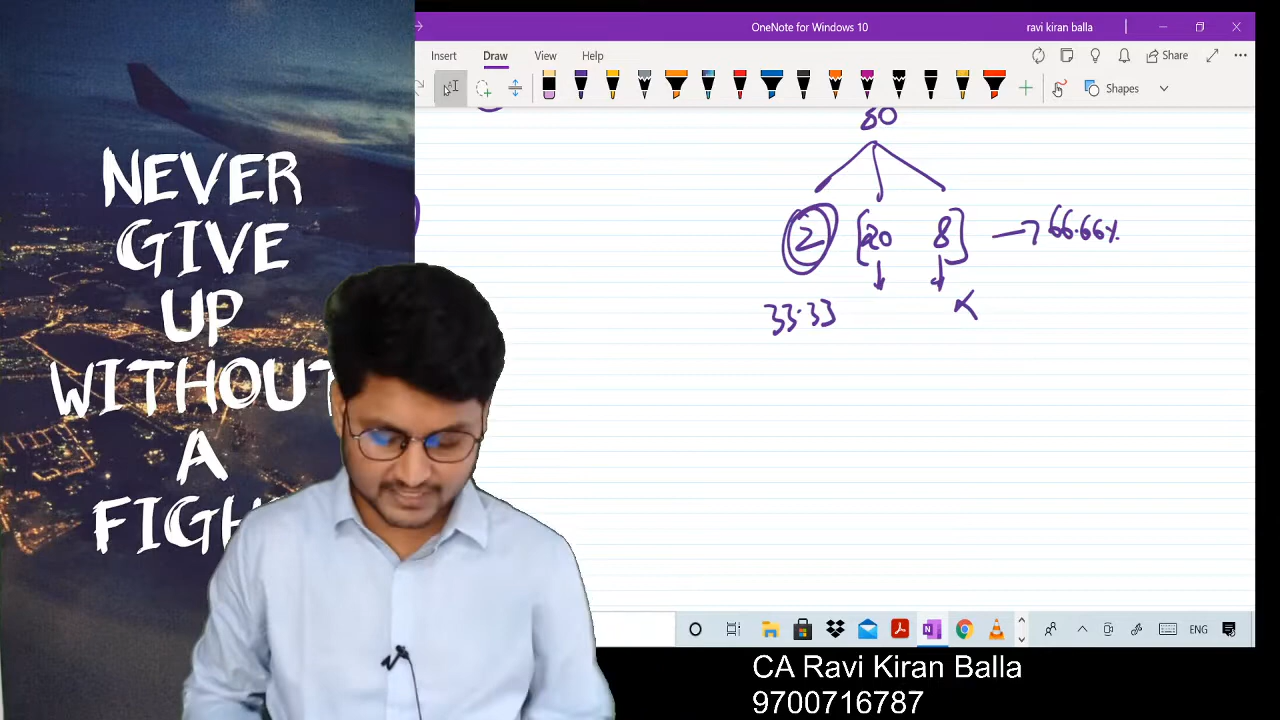 OneNote for Windows 10
ravi kiran balla
Insert Draw View Help
Share
Shapes
80
2 [20 8] → 66.66%
33.33
NEVER
GIVE
UP
WITHOUT
A
FIGH
ENG
CA Ravi Kiran Balla
9700716787